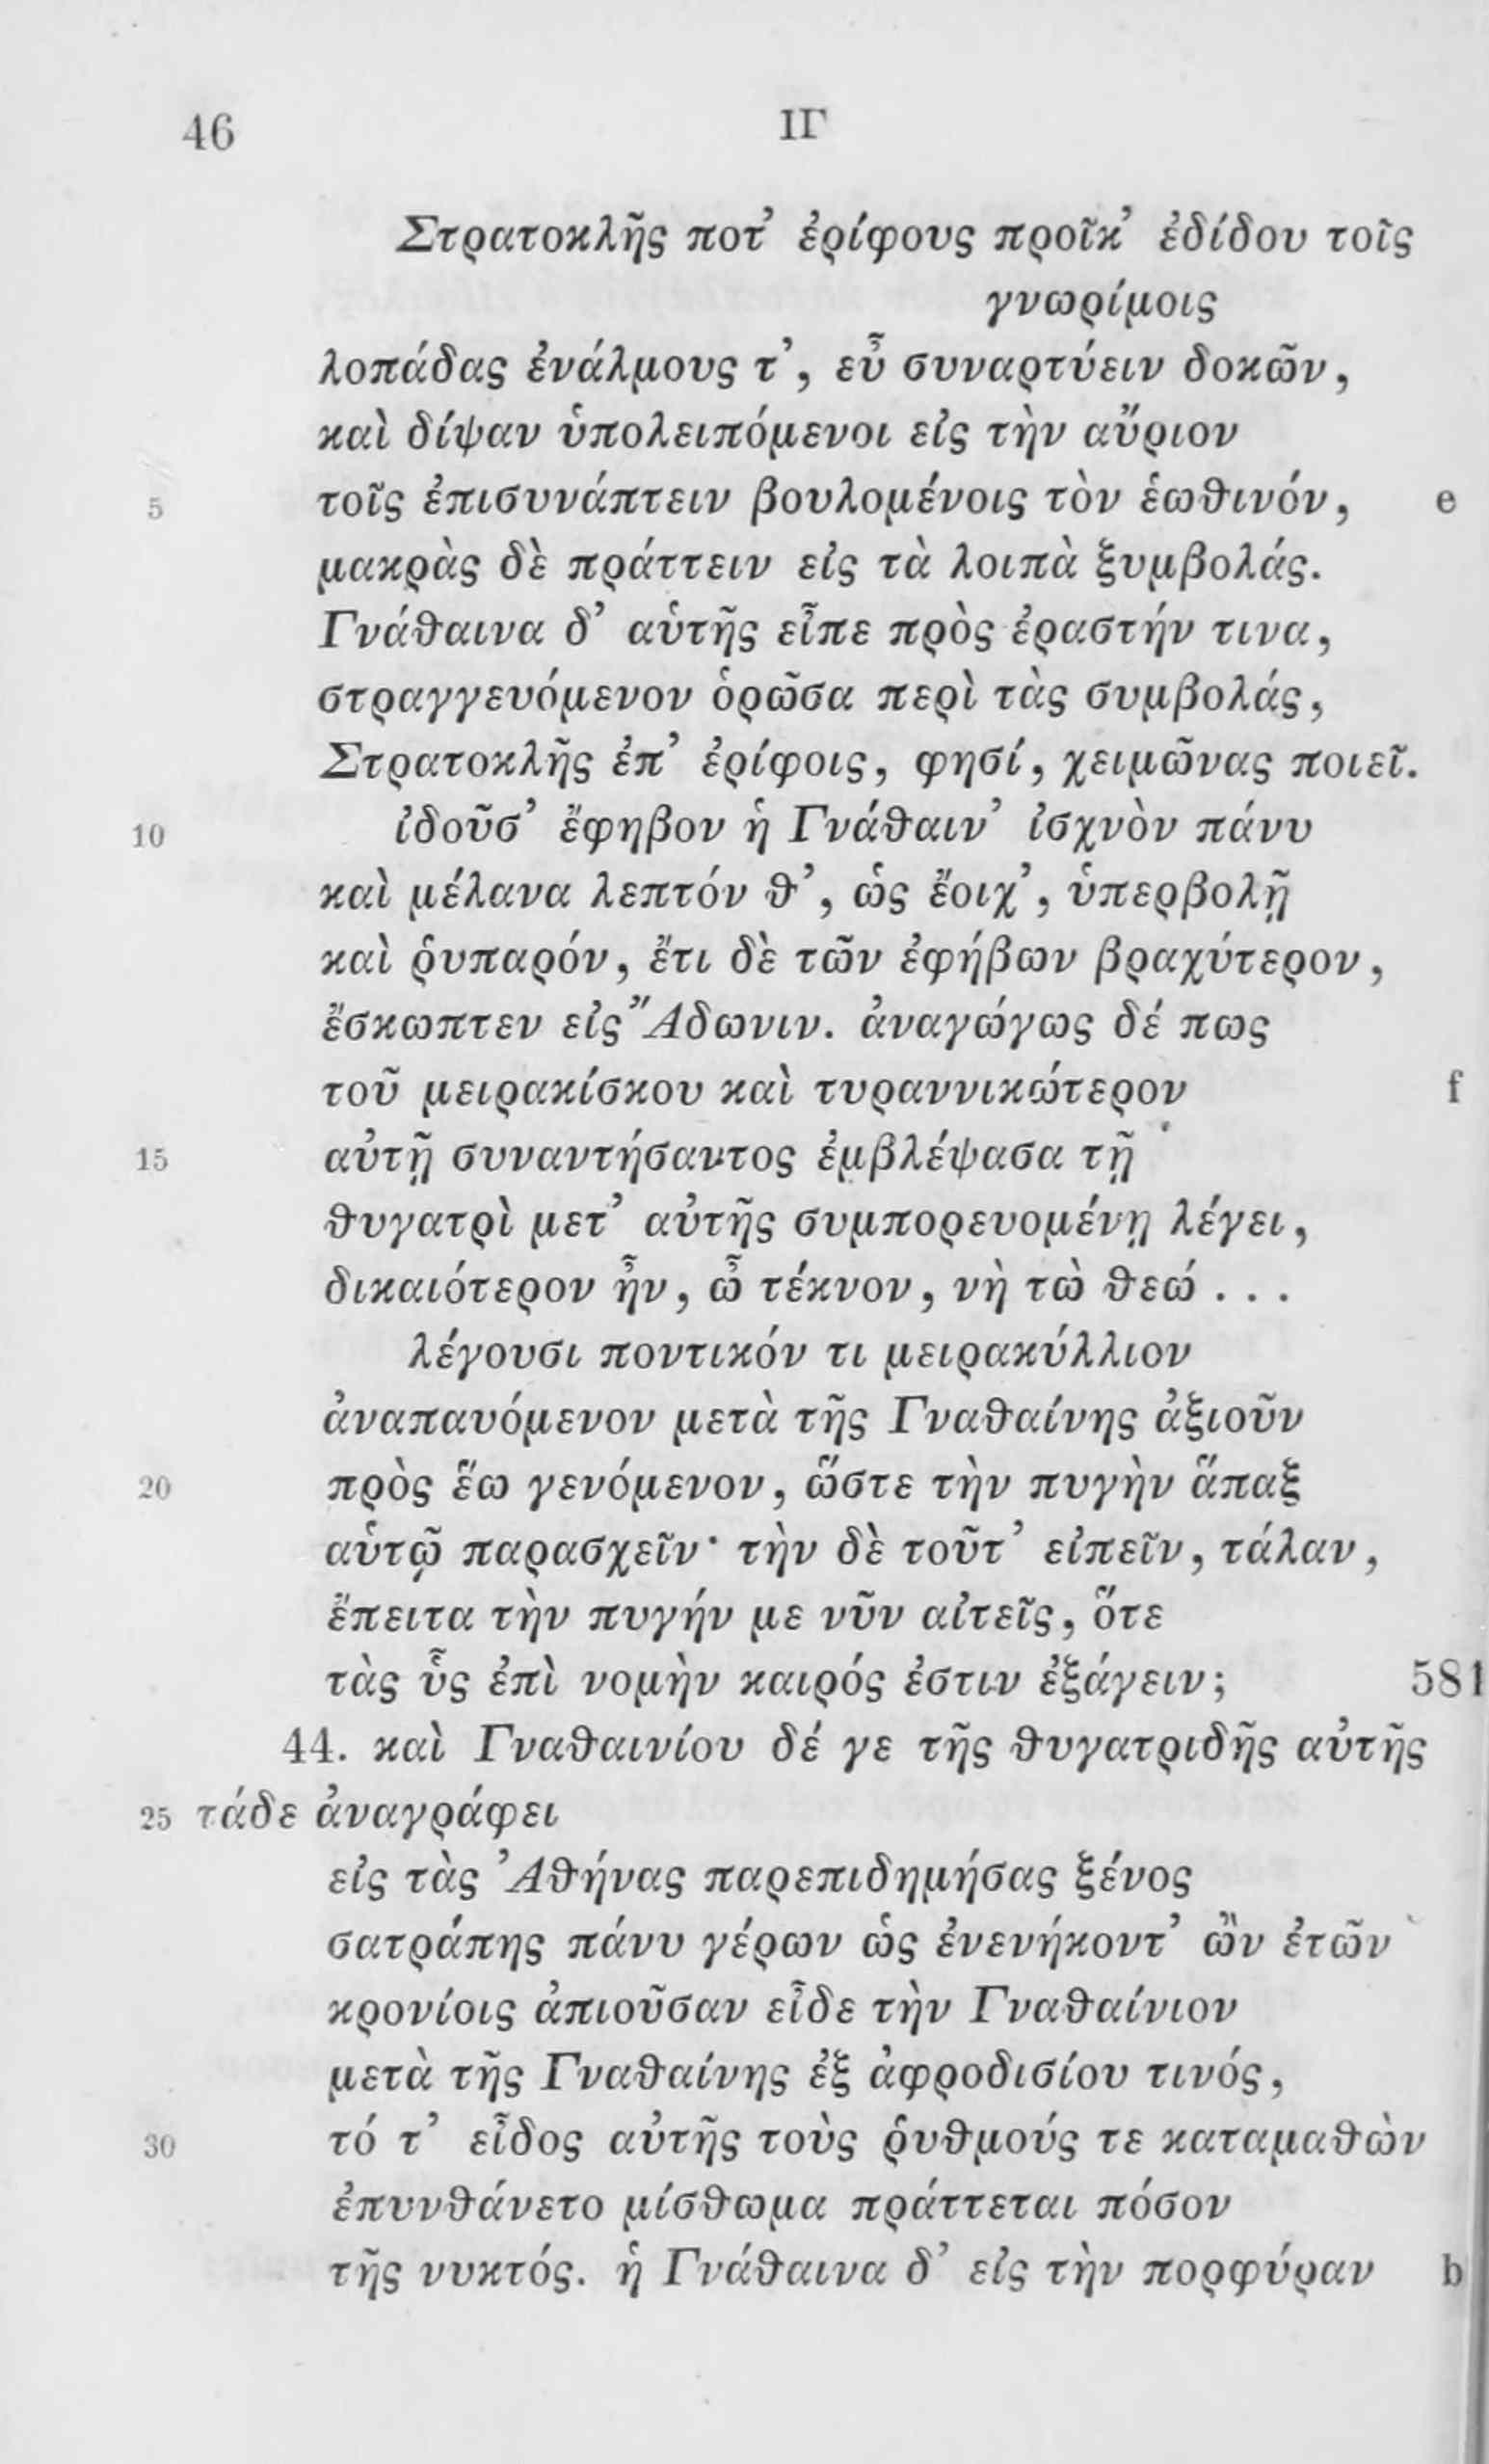 46 ΙΓ
Στρατοκλῆς ποτ’ ἐρίφους προῖκ’ ἐδίδου τοῖς
γνωρίμοις
λοπάδας ἐνάλμους τ’, εὖ συναρτύειν δοκῶν,
καὶ δίψαν ὑπολειπόμενοι εἰς τὴν αὔριον
5 τοῖς ἐπισυνάπτειν βουλομένοις τὸν ἑωθινόν, e
μακρὰς δὲ πράττειν εἰς τὰ λοιπὰ ξυμβολάς.
Γνάθαινα δ’ αὑτῆς εἶπε πρὸς ἐραστήν τινα,
στραγγευόμενον ὁρῶσα περὶ τὰς συμβολάς,
Στρατοκλῆς ἐπ’ ἐρίφοις, φησί, χειμῶνας ποιεῖ.
10 ἰδοῦσ’ ἔφηβον ἡ Γνάθαιν’ ἰσχνὸν πάνυ
καὶ μέλανα λεπτόν θ’, ὡς ἔοιχ’, ὑπερβολῇ
καὶ ῥυπαρόν, ἔτι δὲ τῶν ἐφήβων βραχύτερον,
ἔσκωπτεν εἰς Ἄδωνιν. ἀναγώγως δέ πως
τοῦ μειρακίσκου καὶ τυραννικώτερον f
15 αὐτῇ συναντήσαντος ἐμβλέψασα τῇ
θυγατρὶ μετ’ αὐτῆς συμπορευομένῃ λέγει,
δικαιότερον ἦν, ὦ τέκνον, νὴ τὼ θεώ . . .
λέγουσι ποντικόν τι μειρακύλλιον
ἀναπαυόμενον μετὰ τῆς Γναθαίνης ἀξιοῦν
20 πρὸς ἕω γενόμενον, ὥστε τὴν πυγὴν ἅπαξ
αὑτῷ παρασχεῖν· τὴν δὲ τοῦτ’ εἰπεῖν, τάλαν,
ἔπειτα τὴν πυγήν με νῦν αἰτεῖς, ὅτε
τὰς ὗς ἐπὶ νομὴν καιρός ἐστιν ἐξάγειν; 581
44. καὶ Γναθαινίου δέ γε τῆς θυγατριδῆς αὐτῆς
25 τάδε ἀναγράφει
εἰς τὰς Ἀθήνας παρεπιδημήσας ξένος
σατράπης πάνυ γέρων ὡς ἐνενήκοντ’ ὢν ἐτῶν
κρονίοις ἀπιοῦσαν εἶδε τὴν Γναθαίνιον
μετὰ τῆς Γναθαίνης ἐξ ἀφροδισίου τινός,
30 τό τ’ εἶδος αὐτῆς τοὺς ῥυθμούς τε καταμαθὼν
ἐπυνθάνετο μίσθωμα πράττεται πόσον
τῆς νυκτός. ἡ Γνάθαινα δ’ εἰς τὴν πορφύραν b